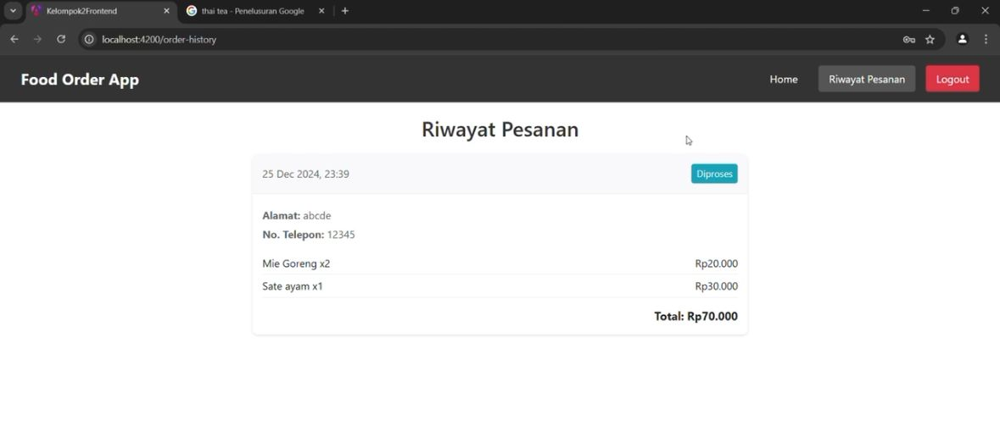 Kelompok2Frontend
thai tea - Penelusuran Google
localhost:4200/order-history
Food Order App
Home
Riwayat Pesanan
Logout
Riwayat Pesanan
25 Dec 2024, 23:39
Diproses
Alamat: abcde
No. Telepon: 12345
Mie Goreng x2 Rp20.000
Sate ayam x1 Rp30.000
Total: Rp70.000